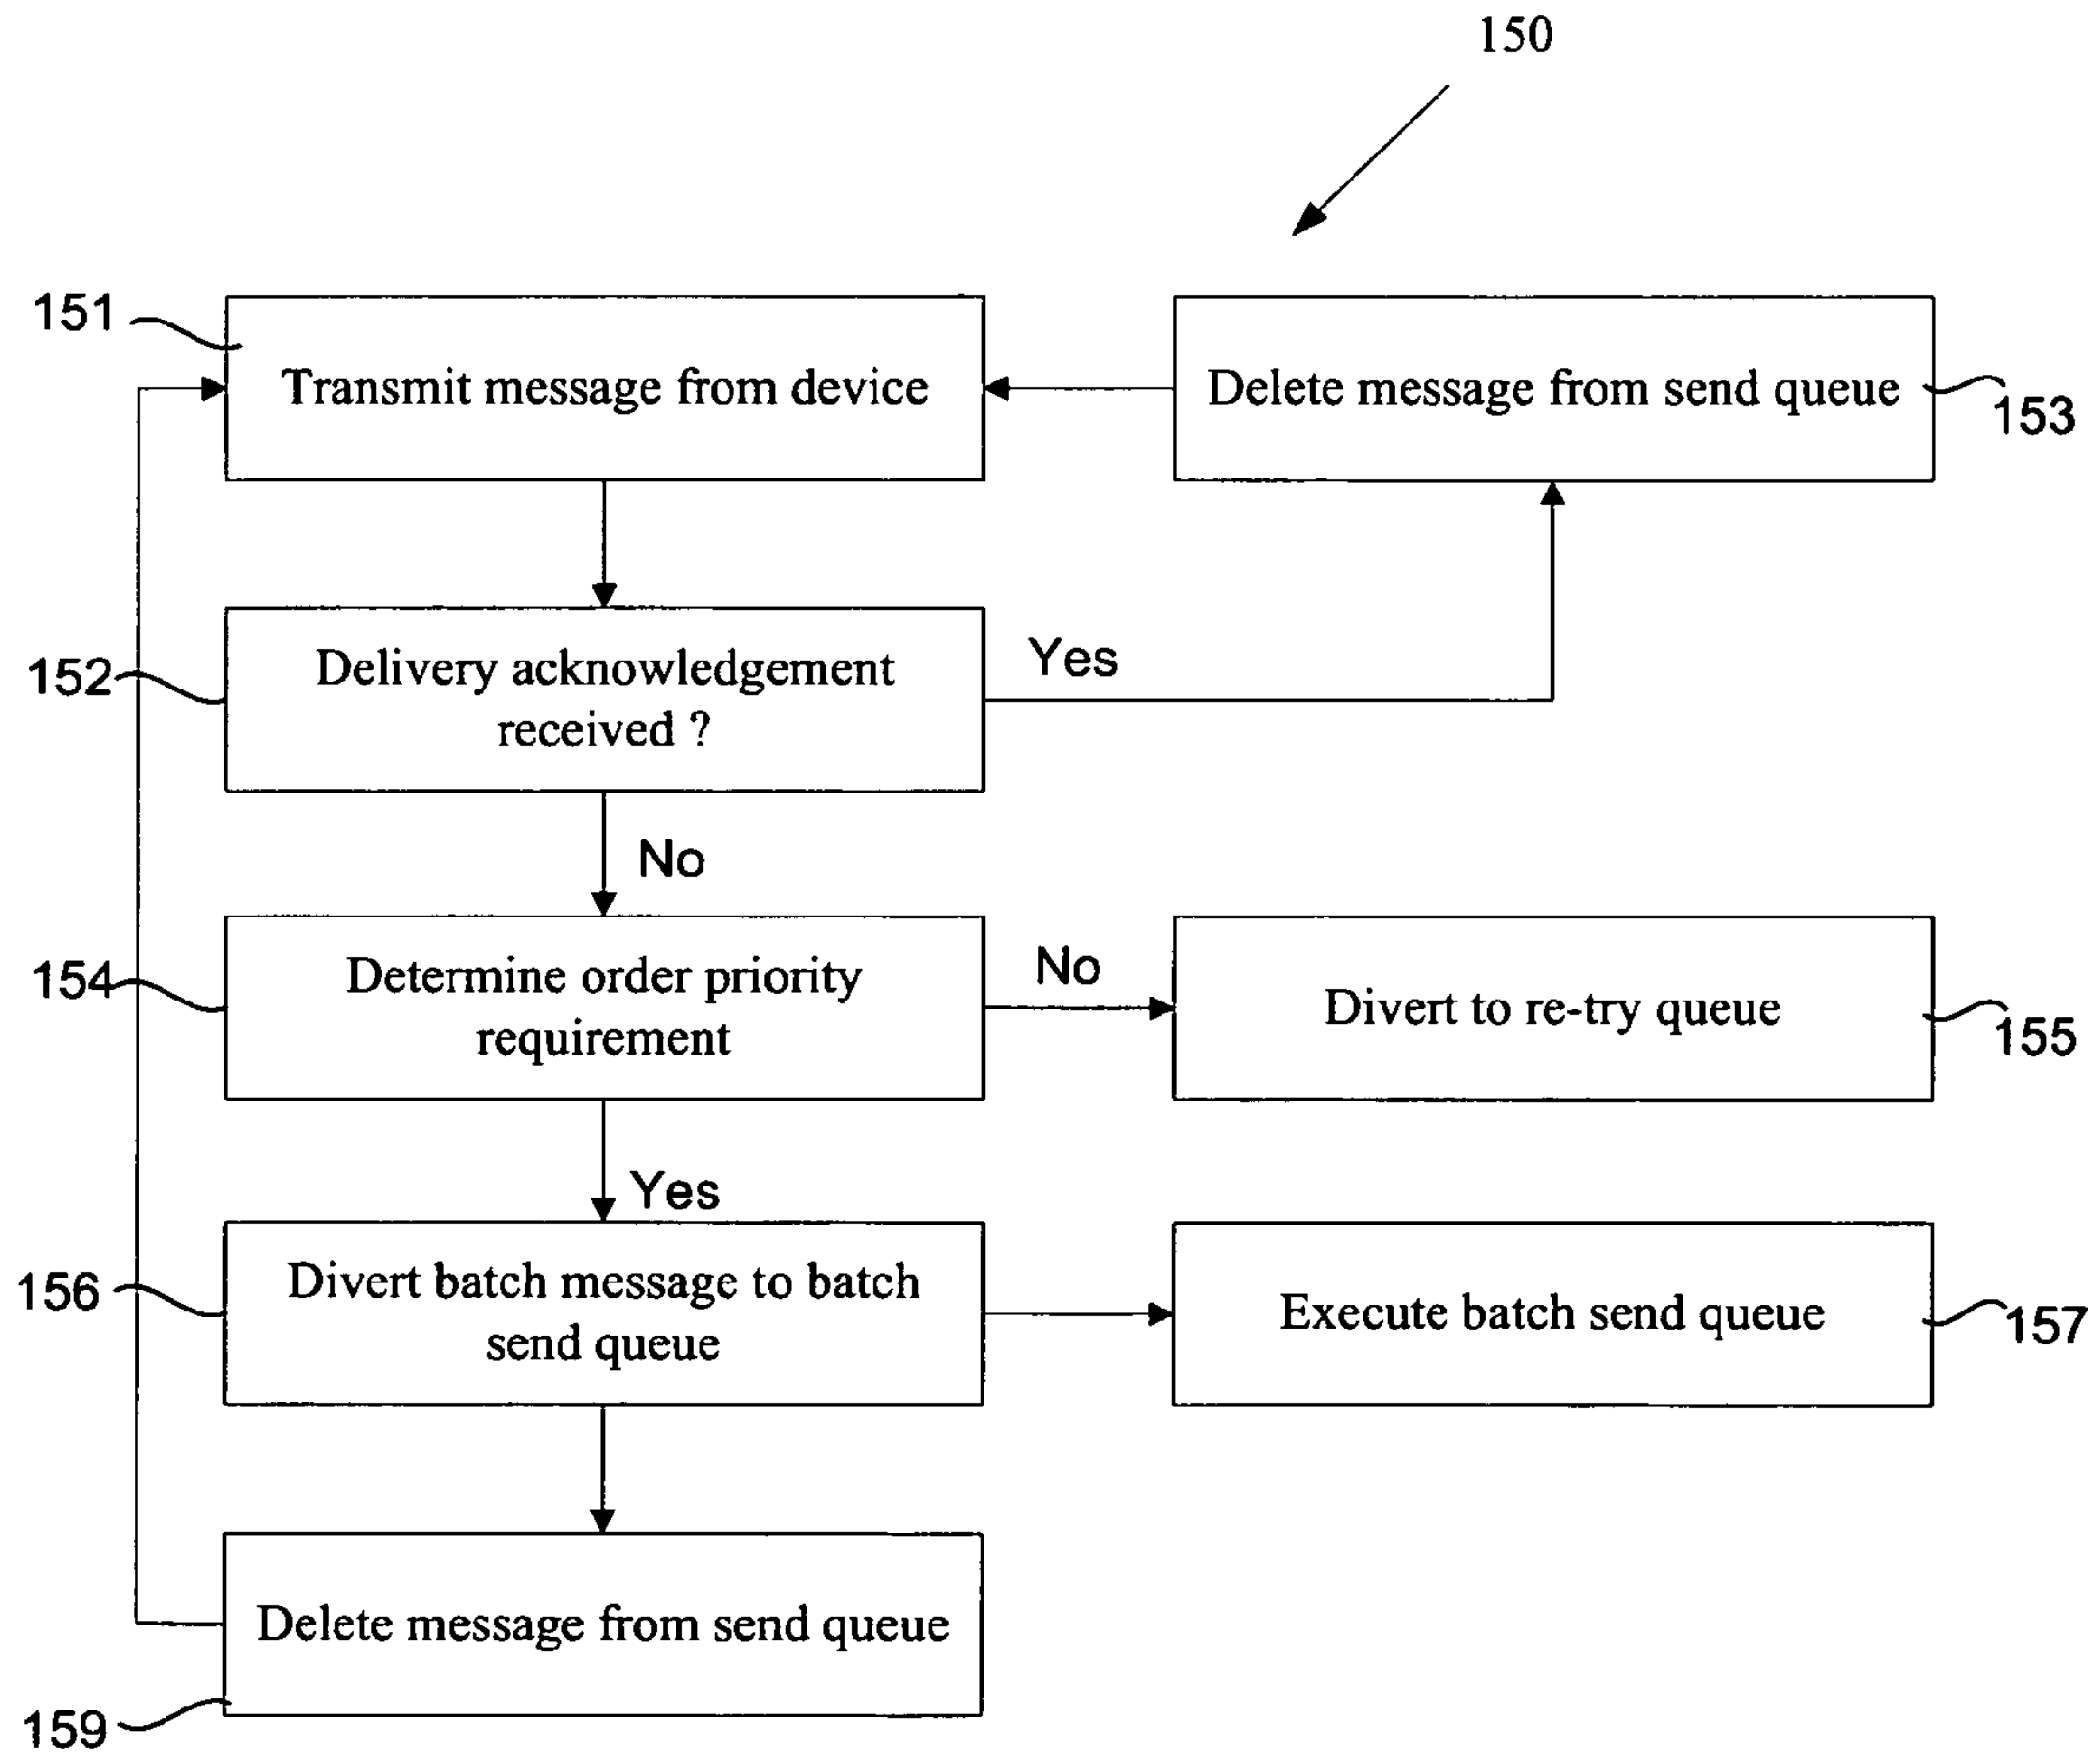 150
151
Transmit message from device
Delete message from send queue
153
152
Delivery acknowledgement
received ?
Yes
No
154
Determine order priority
requirement
No
Divert to re-try queue
155
Yes
156
Divert batch message to batch
send queue
Execute batch send queue
157
Delete message from send queue
159